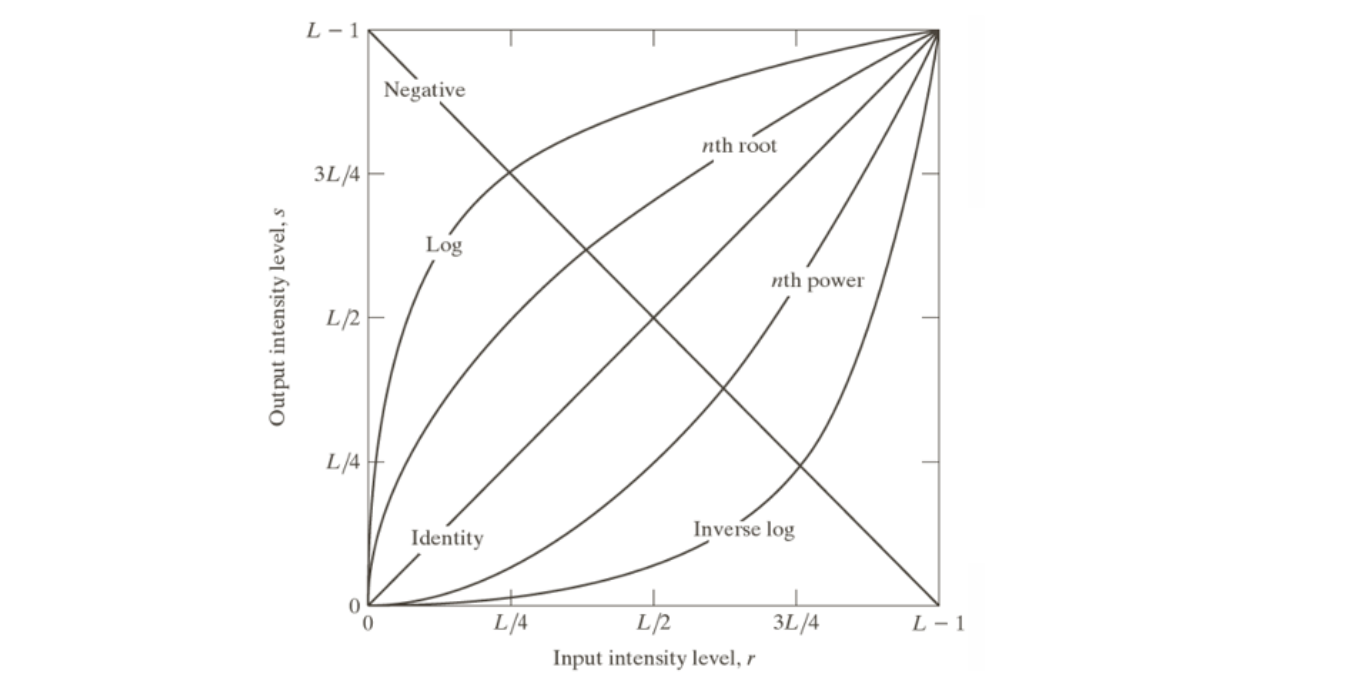 L − 1
Negative
nth root
3L/4
Log
nth power
L/2
Output intensity level, s
L/4
Inverse log
Identity
0
0 L/4 L/2 3L/4 L − 1
Input intensity level, r